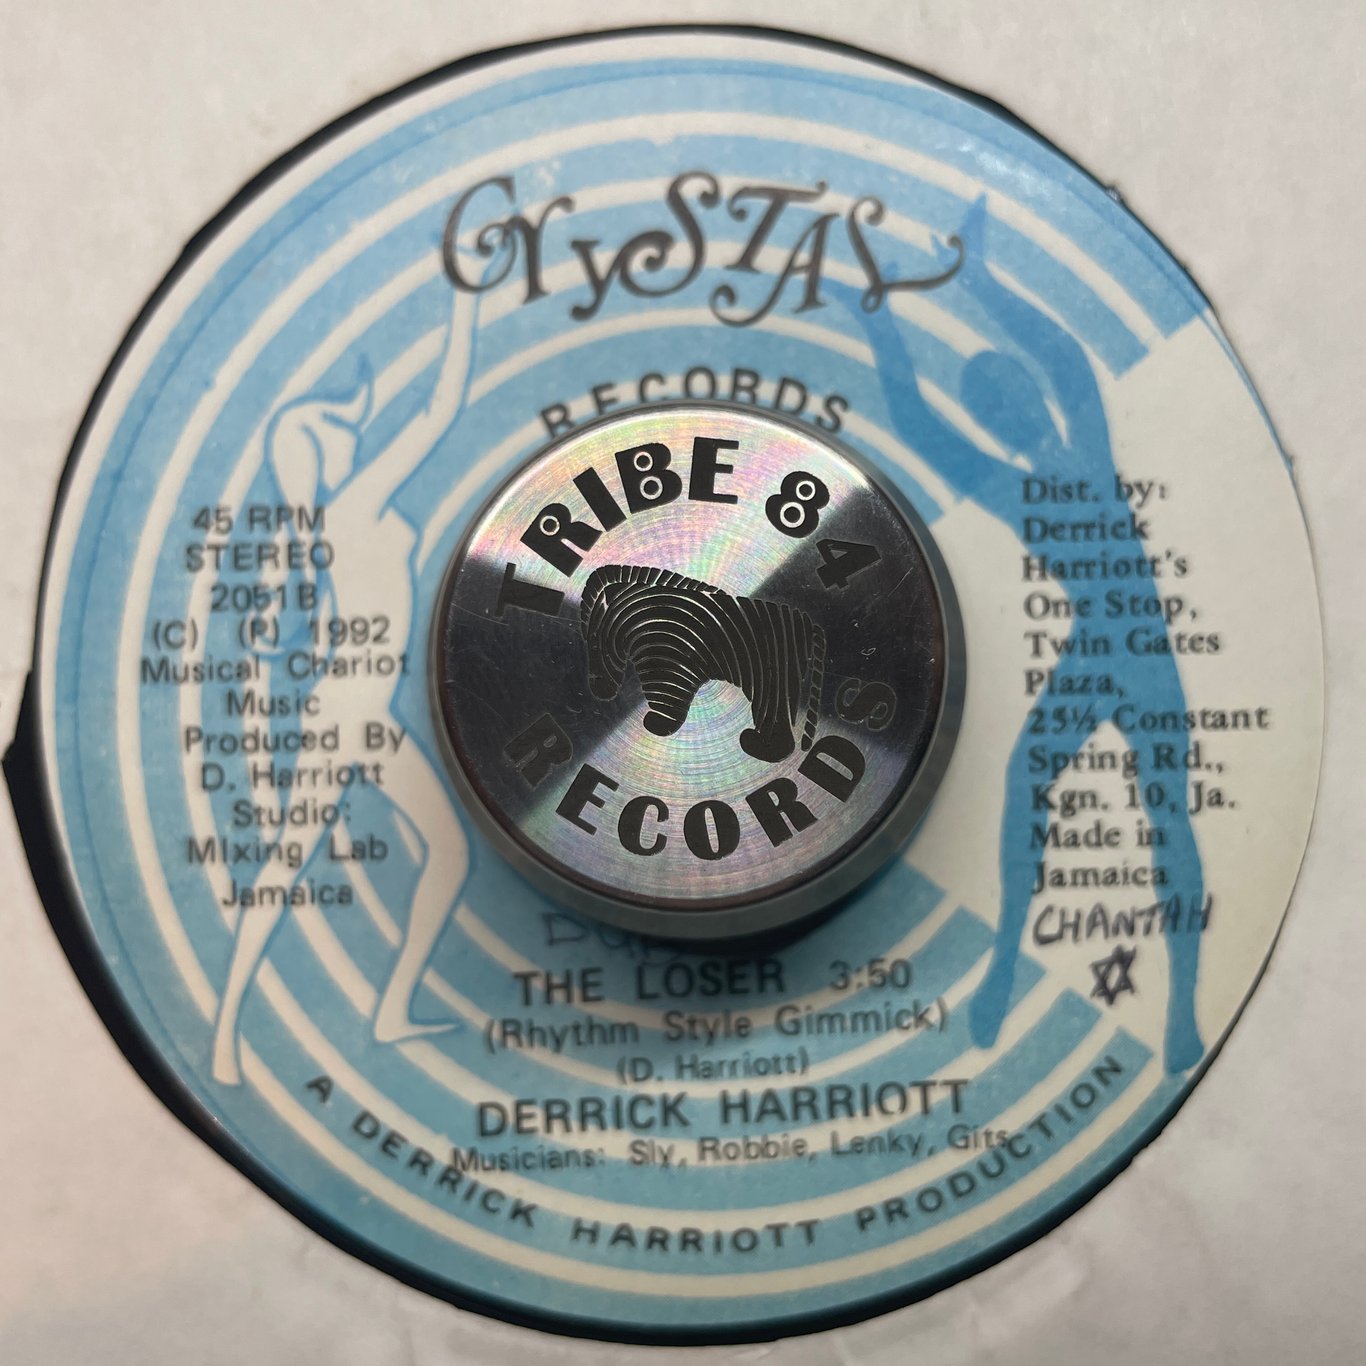 CRYSTAL
RECORDS
TRIBE 84
RECORDS
45 RPM
STEREO
2051 B
(C) (P) 1992
Musical Chariot
Music
Produced By
D. Harriott
Studio:
MIxing Lab
Jamaica
Dist. by:
Derrick
Harriott's
One Stop,
Twin Gates
Plaza,
25½ Constant
Spring Rd.,
Kgn. 10, Ja.
Made in
Jamaica
CHANTAH
THE LOSER 3:50
(Rhythm Style Gimmick)
(D. Harriott)
DERRICK HARRIOTT
Musicians: Sly, Robbie, Lenky, Gits
A DERRICK HARRIOTT PRODUCTION